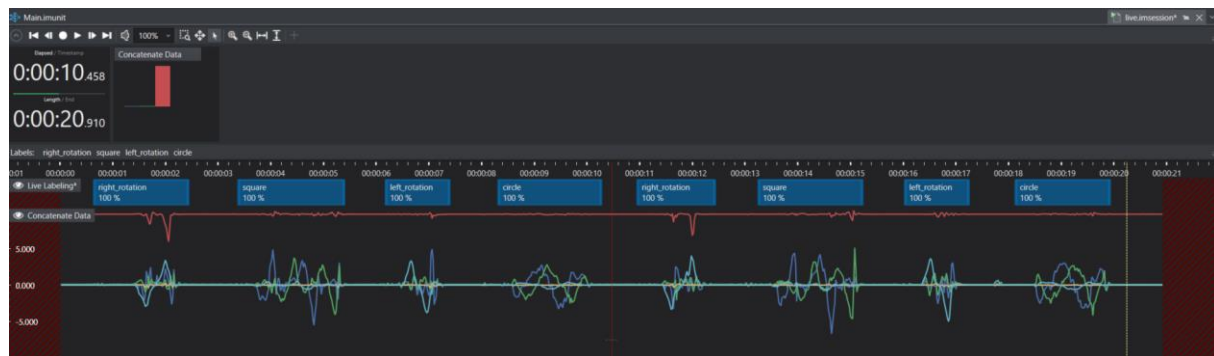 Main.imunit
live.imsession*
100%
Elapsed / Timestamp
0:00:10.458
Length / End
0:00:20.910
Concatenate Data
Labels: right_rotation square left_rotation circle
0:01 00:00:00 00:00:01 00:00:02 00:00:03 00:00:04 00:00:05 00:00:06 00:00:07 00:00:08 00:00:09 00:00:10 00:00:11 00:00:12 00:00:13 00:00:14 00:00:15 00:00:16 00:00:17 00:00:18 00:00:19 00:00:20 00:00:21
Live Labeling*
right_rotation
100 %
square
100 %
left_rotation
100 %
circle
100 %
right_rotation
100 %
square
100 %
left_rotation
100 %
circle
100 %
Concatenate Data
5.000
0.000
-5.000